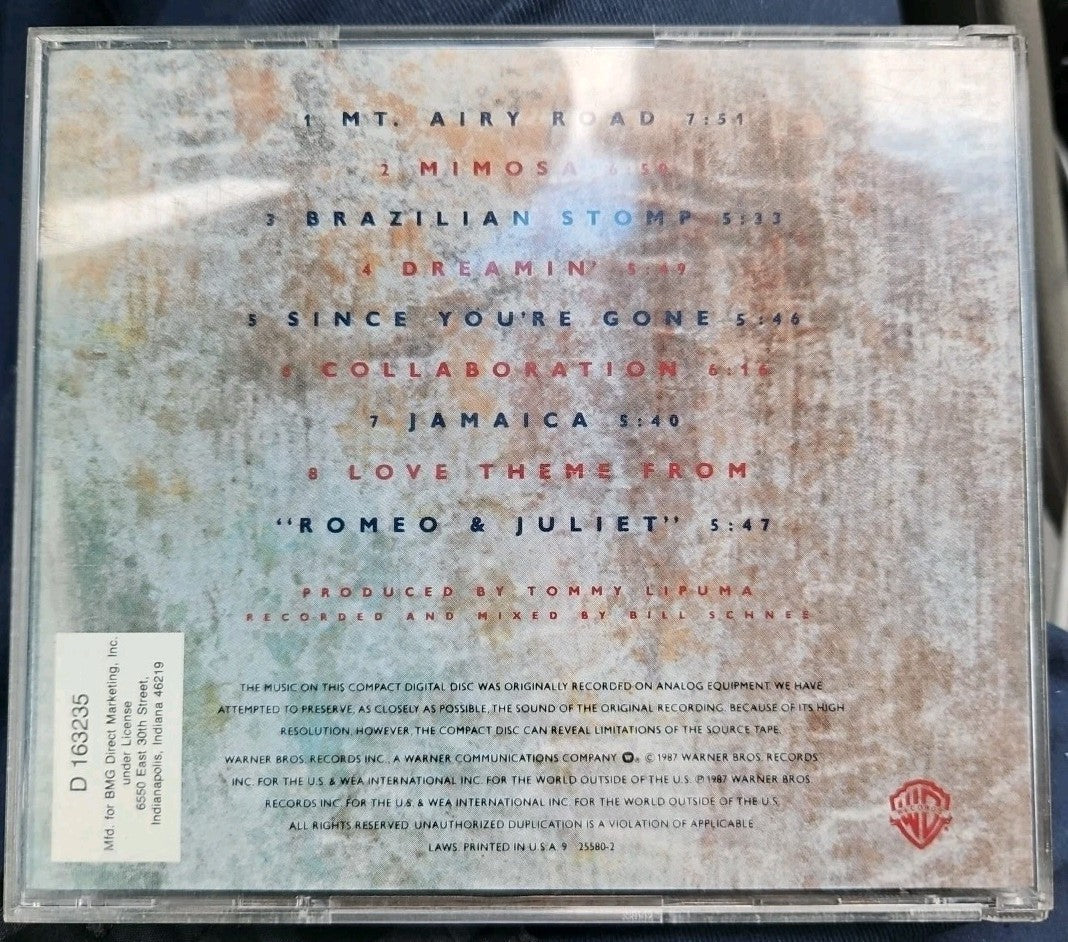 1 MT. AIRY ROAD 7:51
2 MIMOSA 6:50
3 BRAZILIAN STOMP 5:33
4 DREAMIN' 5:49
5 SINCE YOU'RE GONE 5:46
6 COLLABORATION 6:16
7 JAMAICA 5:40
8 LOVE THEME FROM
“ROMEO & JULIET” 5:47
PRODUCED BY TOMMY LIPUMA
RECORDED AND MIXED BY BILL SCHNEE
THE MUSIC ON THIS COMPACT DIGITAL DISC WAS ORIGINALLY RECORDED ON ANALOG EQUIPMENT. WE HAVE
ATTEMPTED TO PRESERVE, AS CLOSELY AS POSSIBLE, THE SOUND OF THE ORIGINAL RECORDING. BECAUSE OF ITS HIGH
RESOLUTION, HOWEVER, THE COMPACT DISC CAN REVEAL LIMITATIONS OF THE SOURCE TAPE.
WARNER BROS. RECORDS INC., A WARNER COMMUNICATIONS COMPANY ®. © 1987 WARNER BROS. RECORDS
INC. FOR THE U.S. & WEA INTERNATIONAL INC. FOR THE WORLD OUTSIDE OF THE U.S. ℗ 1987 WARNER BROS.
RECORDS INC. FOR THE U.S. & WEA INTERNATIONAL INC. FOR THE WORLD OUTSIDE OF THE U.S.
ALL RIGHTS RESERVED. UNAUTHORIZED DUPLICATION IS A VIOLATION OF APPLICABLE
LAWS. PRINTED IN U.S.A. 9 25580-2
D 163235
Mfd. for BMG Direct Marketing, Inc.
under License
6550 East 30th Street,
Indianapolis, Indiana 46219
RECORDS